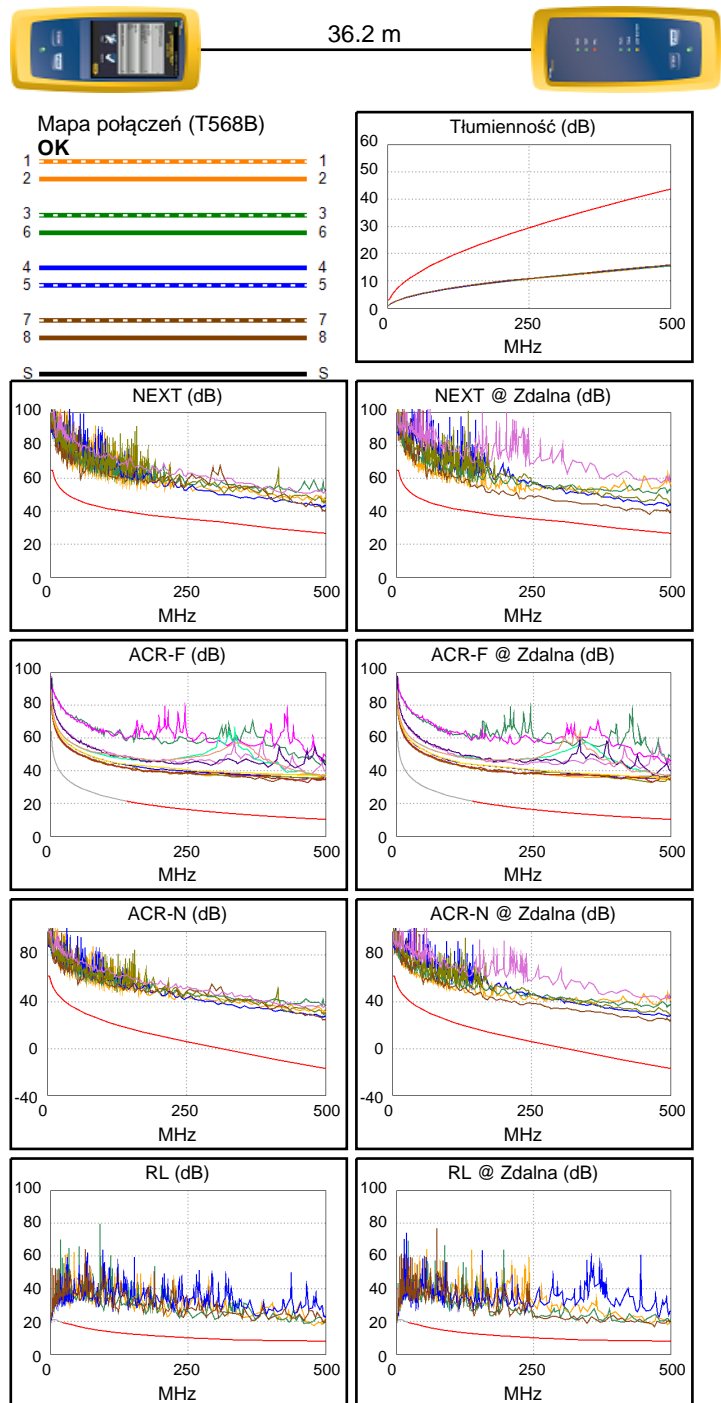 36.2 m
Mapa połączeń (T568B)
OK
1 1
2 2
3 3
6 6
4 4
5 5
7 7
8 8
S S
Tłumienność (dB)
60
50
40
30
20
10
0
0 250 500
MHz
NEXT (dB)
100
80
60
40
20
0
0 250 500
MHz
NEXT @ Zdalna (dB)
100
80
60
40
20
0
0 250 500
MHz
ACR-F (dB)
100
80
60
40
20
0
0 250 500
MHz
ACR-F @ Zdalna (dB)
100
80
60
40
20
0
0 250 500
MHz
ACR-N (dB)
80
40
0
-40
0 250 500
MHz
ACR-N @ Zdalna (dB)
80
40
0
-40
0 250 500
MHz
RL (dB)
100
80
60
40
20
0
0 250 500
MHz
RL @ Zdalna (dB)
100
80
60
40
20
0
0 250 500
MHz